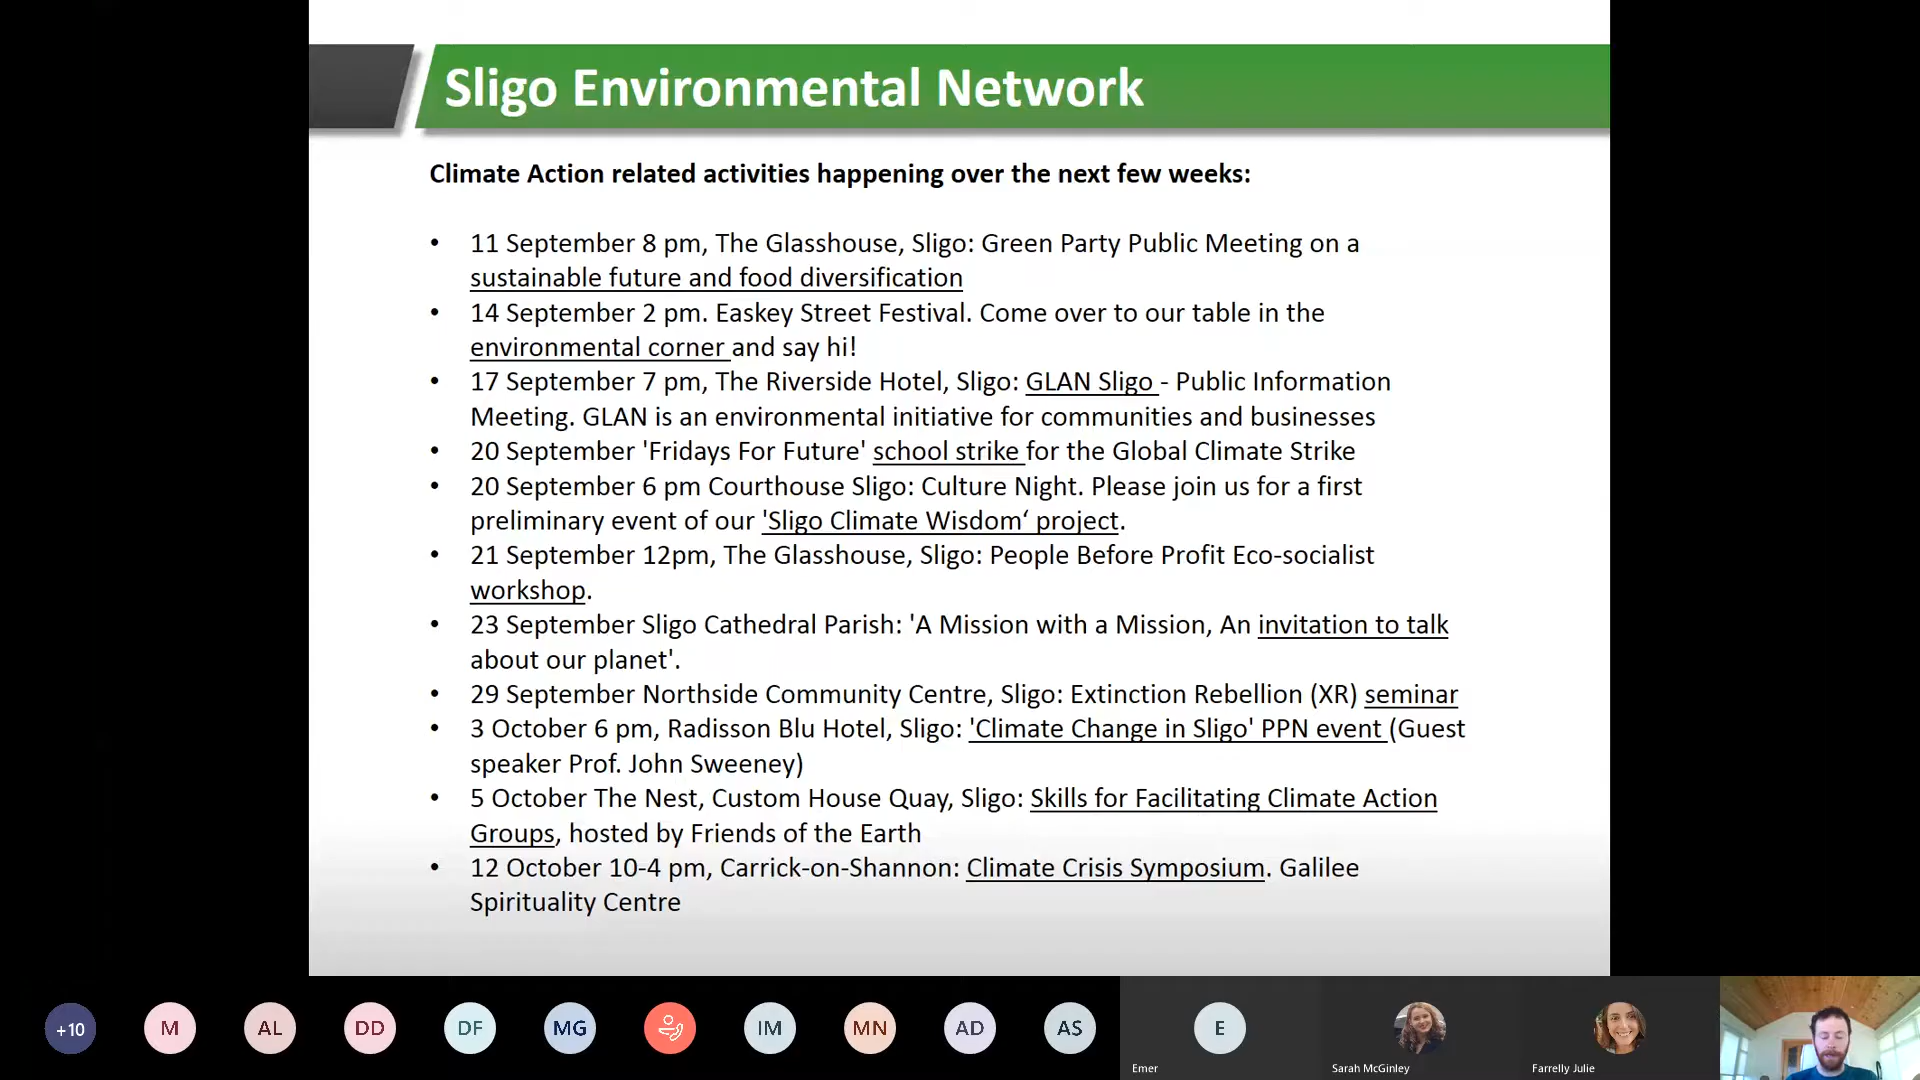 Sligo Environmental Network
Climate Action related activities happening over the next few weeks:
• 11 September 8 pm, The Glasshouse, Sligo: Green Party Public Meeting on a
sustainable future and food diversification
• 14 September 2 pm. Easkey Street Festival. Come over to our table in the
environmental corner and say hi!
• 17 September 7 pm, The Riverside Hotel, Sligo: GLAN Sligo - Public Information
Meeting. GLAN is an environmental initiative for communities and businesses
• 20 September 'Fridays For Future' school strike for the Global Climate Strike
• 20 September 6 pm Courthouse Sligo: Culture Night. Please join us for a first
preliminary event of our 'Sligo Climate Wisdom‘ project.
• 21 September 12pm, The Glasshouse, Sligo: People Before Profit Eco-socialist
workshop.
• 23 September Sligo Cathedral Parish: 'A Mission with a Mission, An invitation to talk
about our planet'.
• 29 September Northside Community Centre, Sligo: Extinction Rebellion (XR) seminar
• 3 October 6 pm, Radisson Blu Hotel, Sligo: 'Climate Change in Sligo' PPN event (Guest
speaker Prof. John Sweeney)
• 5 October The Nest, Custom House Quay, Sligo: Skills for Facilitating Climate Action
Groups, hosted by Friends of the Earth
• 12 October 10-4 pm, Carrick-on-Shannon: Climate Crisis Symposium. Galilee
Spirituality Centre
+10 M AL DD DF MG IM MN AD AS E
Emer Sarah McGinley Farrelly Julie